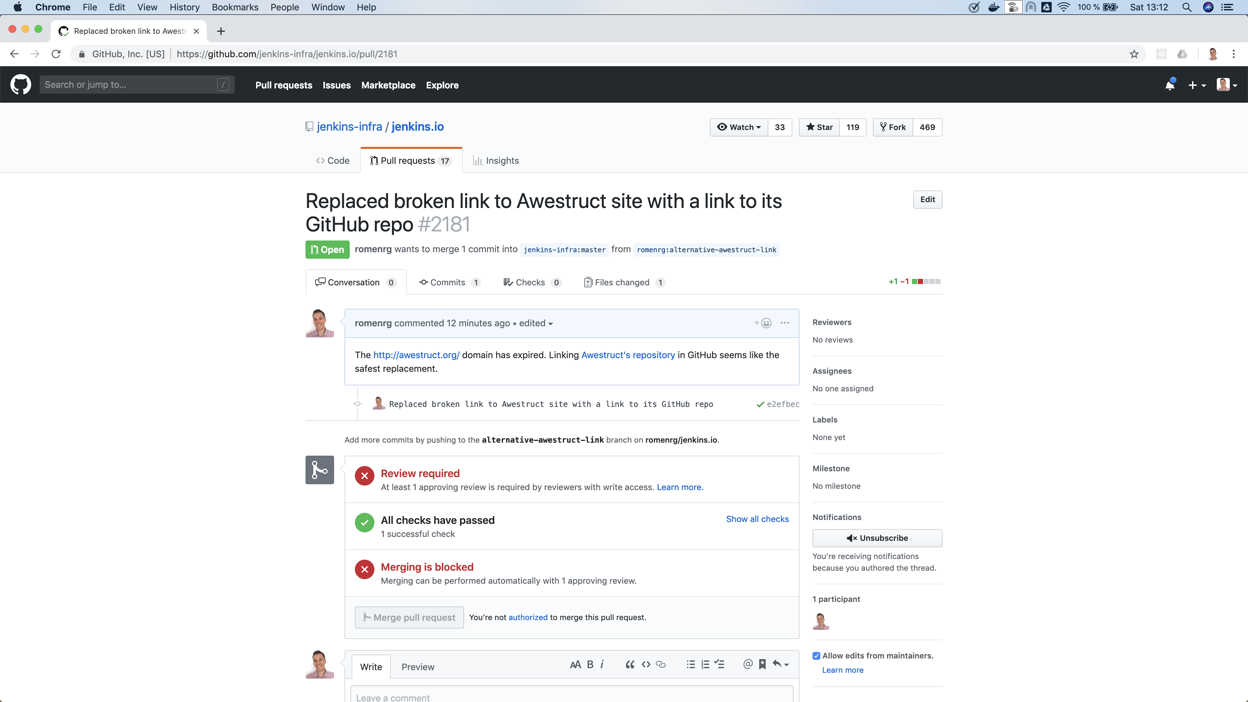 Chrome File Edit View History Bookmarks People Window Help 100 % Sat 13:12
Replaced broken link to Awest
GitHub, Inc. [US] https://github.com/jenkins-infra/jenkins.io/pull/2181
Search or jump to... / Pull requests Issues Marketplace Explore
jenkins-infra / jenkins.io Watch 33 Star 119 Fork 469
Code Pull requests 17 Insights
Replaced broken link to Awestruct site with a link to its
GitHub repo #2181
Edit
Open romenrg wants to merge 1 commit into jenkins-infra:master from romenrg:alternative-awestruct-link
Conversation 0 Commits 1 Checks 0 Files changed 1 +1 −1
romenrg commented 12 minutes ago • edited
The http://awestruct.org/ domain has expired. Linking Awestruct's repository in GitHub seems like the
safest replacement.
Replaced broken link to Awestruct site with a link to its GitHub repo e2efbec
Add more commits by pushing to the alternative-awestruct-link branch on romenrg/jenkins.io.
Review required
At least 1 approving review is required by reviewers with write access. Learn more.
All checks have passed
1 successful check
Show all checks
Merging is blocked
Merging can be performed automatically with 1 approving review.
Merge pull request You're not authorized to merge this pull request.
Write Preview AA B i
Leave a comment
Reviewers
No reviews
Assignees
No one assigned
Labels
None yet
Milestone
No milestone
Notifications
Unsubscribe
You're receiving notifications
because you authored the thread.
1 participant
Allow edits from maintainers.
Learn more